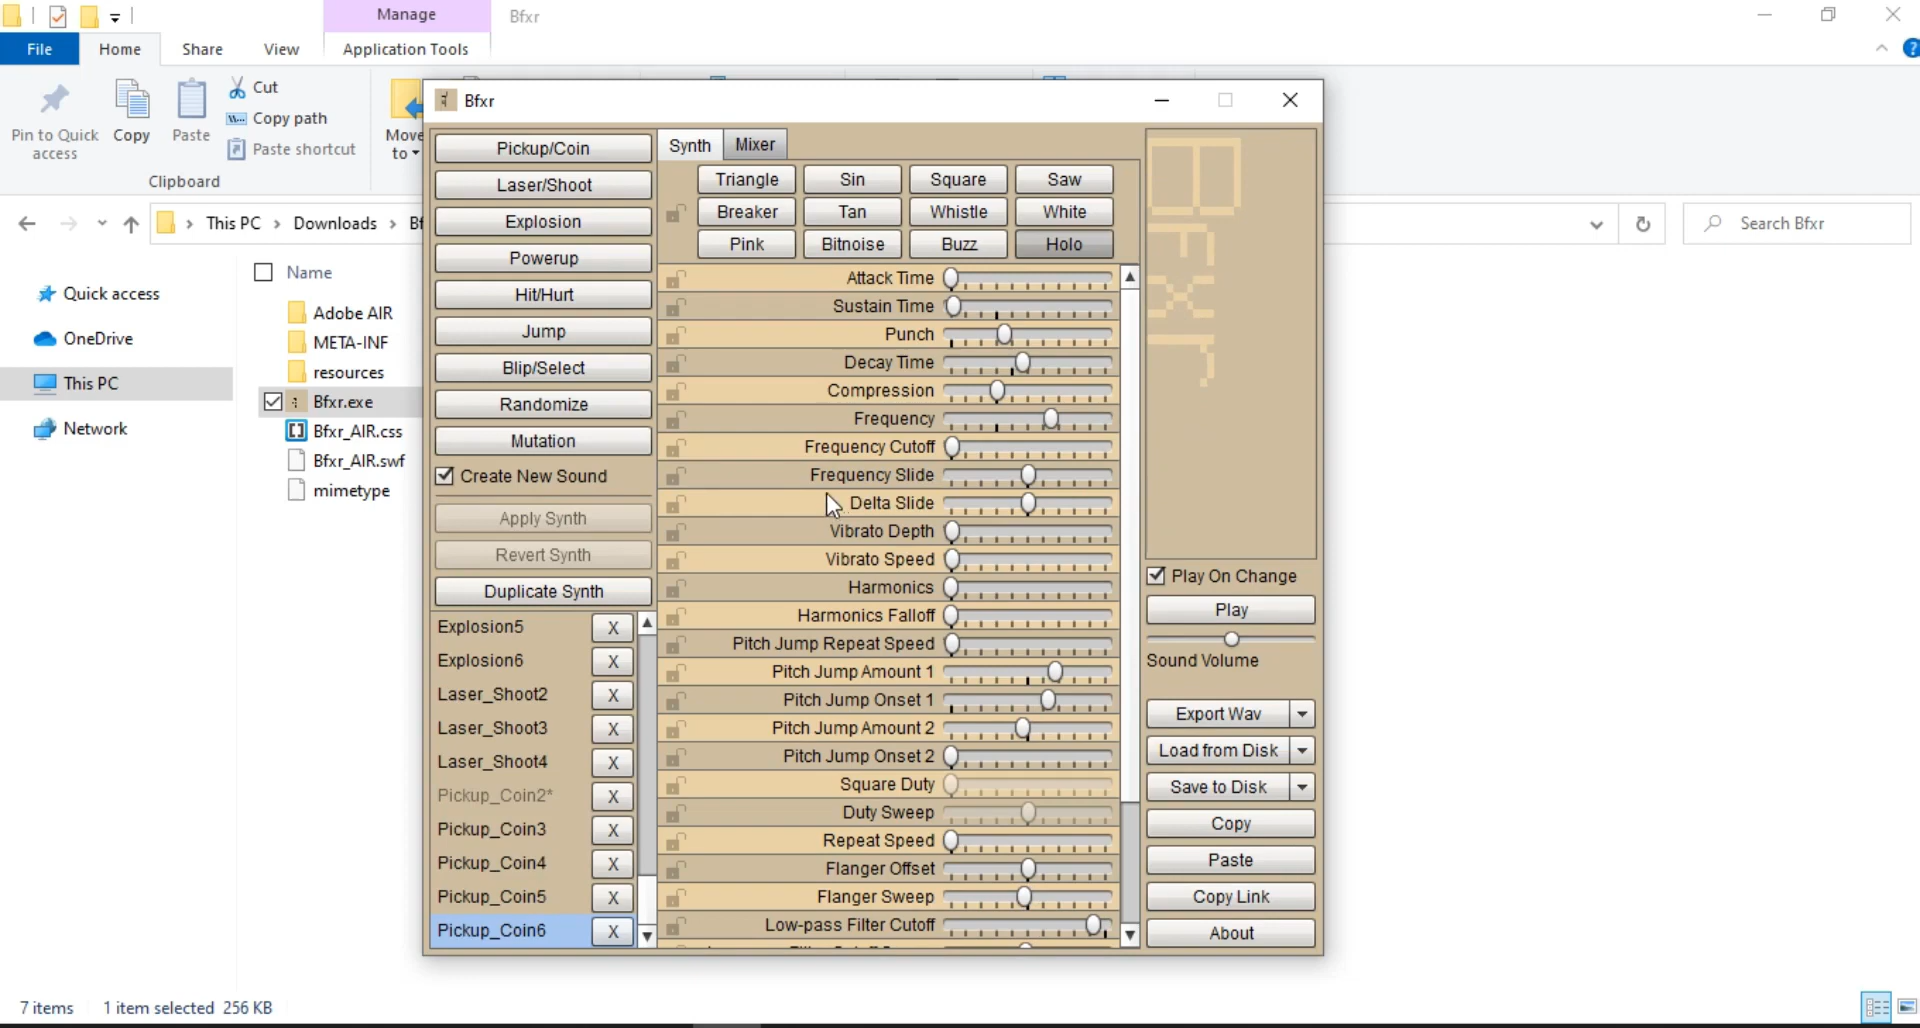 Manage
Bfxr
File
Home
Share
View
Application Tools
Pin to Quick access
Copy
Paste
Cut
Copy path
Paste shortcut
Move to
Clipboard
This PC
Downloads
Search Bfxr
Quick access
OneDrive
This PC
Network
Name
Adobe AIR
META-INF
resources
Bfxr.exe
Bfxr_AIR.css
Bfxr_AIR.swf
mimetype
Bfxr
Pickup/Coin
Laser/Shoot
Explosion
Powerup
Hit/Hurt
Jump
Blip/Select
Randomize
Mutation
Create New Sound
Apply Synth
Revert Synth
Duplicate Synth
Explosion5 X
Explosion6 X
Laser_Shoot2 X
Laser_Shoot3 X
Laser_Shoot4 X
Pickup_Coin2* X
Pickup_Coin3 X
Pickup_Coin4 X
Pickup_Coin5 X
Pickup_Coin6 X
Synth Mixer
Triangle Sin Square Saw
Breaker Tan Whistle White
Pink Bitnoise Buzz Holo
Attack Time
Sustain Time
Punch
Decay Time
Compression
Frequency
Frequency Cutoff
Frequency Slide
Delta Slide
Vibrato Depth
Vibrato Speed
Harmonics
Harmonics Falloff
Pitch Jump Repeat Speed
Pitch Jump Amount 1
Pitch Jump Onset 1
Pitch Jump Amount 2
Pitch Jump Onset 2
Square Duty
Duty Sweep
Repeat Speed
Flanger Offset
Flanger Sweep
Low-pass Filter Cutoff
Bfxr
Play On Change
Play
Sound Volume
Export Wav
Load from Disk
Save to Disk
Copy
Paste
Copy Link
About
7 items 1 item selected 256 KB